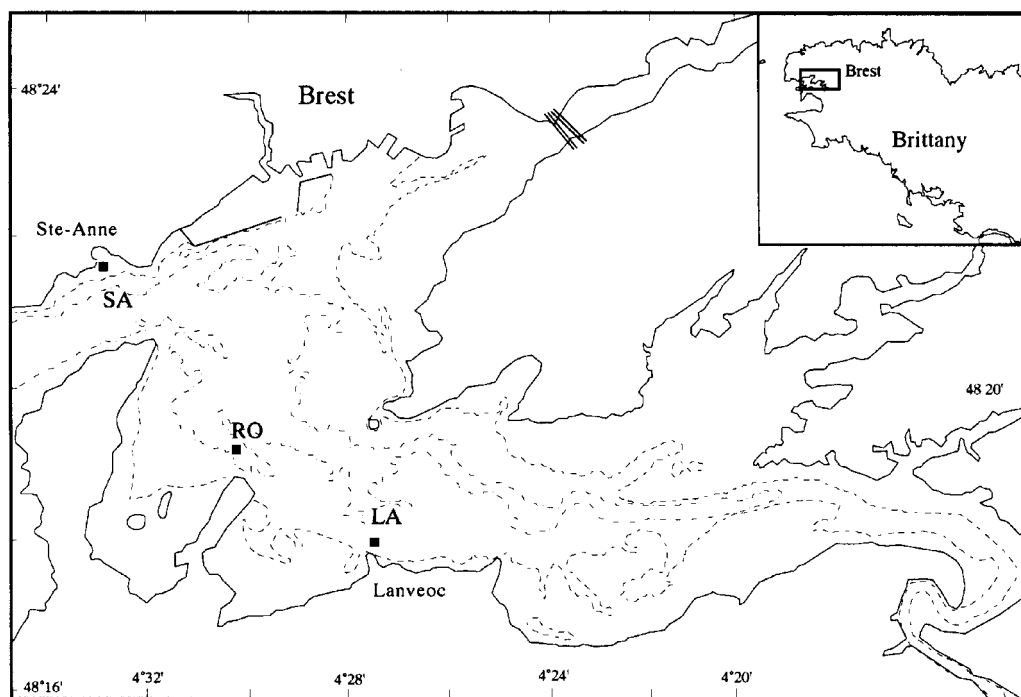 48°24'
Brest
Brest
Brittany
Ste-Anne
SA
48 20'
RO
LA
Lanveoc
48°16'
4°32'
4°28'
4°24'
4°20'